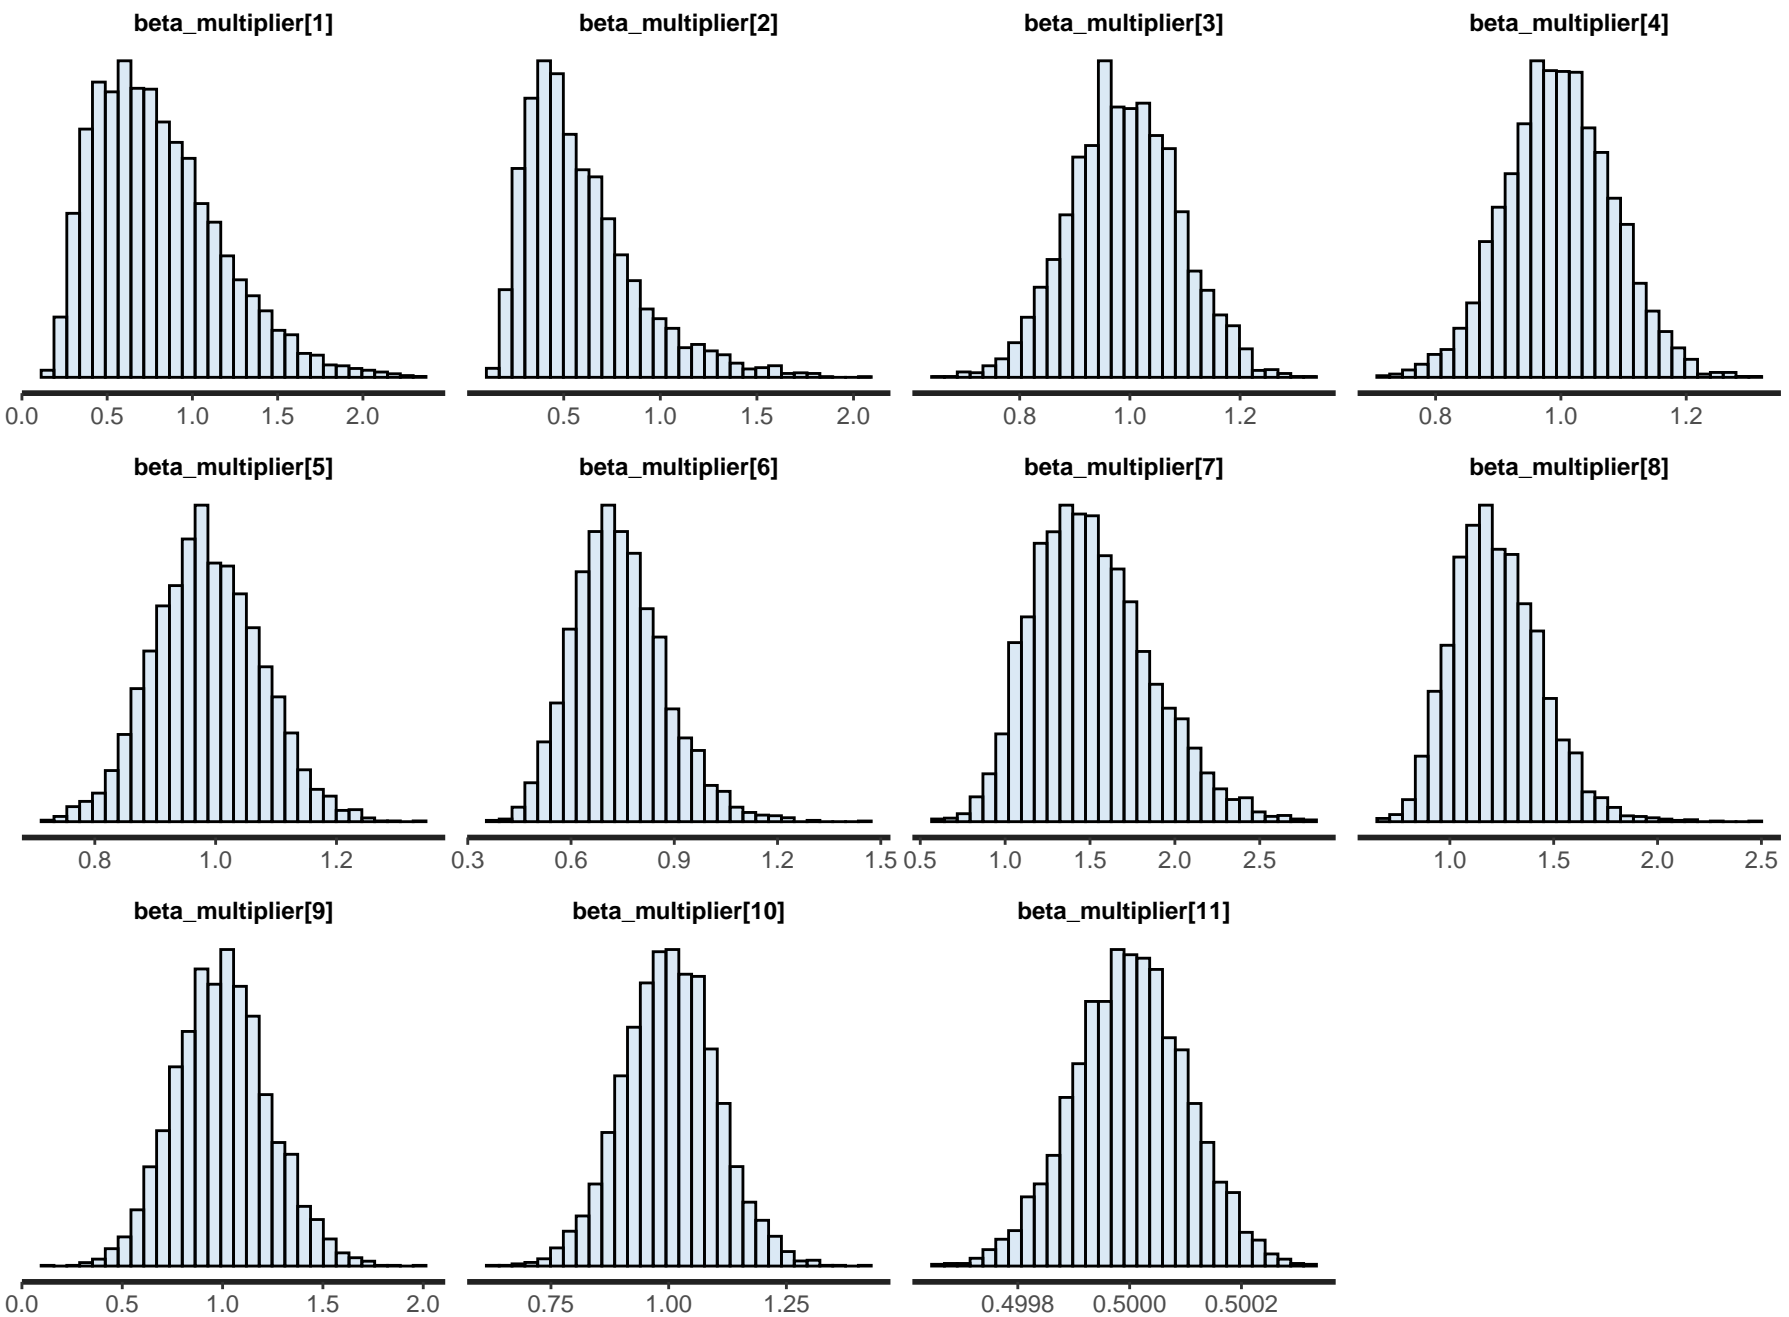 beta_multiplier[1] beta_multiplier[2] beta_multiplier[3] beta_multiplier[4]
0.0 0.5 1.0 1.5 2.0 0.5 1.0 1.5 2.0 0.8 1.0 1.2 0.8 1.0 1.2
beta_multiplier[5] beta_multiplier[6] beta_multiplier[7] beta_multiplier[8]
0.8 1.0 1.2 0.3 0.6 0.9 1.2 1.5 0.5 1.0 1.5 2.0 2.5 1.0 1.5 2.0 2.5
beta_multiplier[9] beta_multiplier[10] beta_multiplier[11]
0.0 0.5 1.0 1.5 2.0 0.75 1.00 1.25 0.4998 0.5000 0.5002